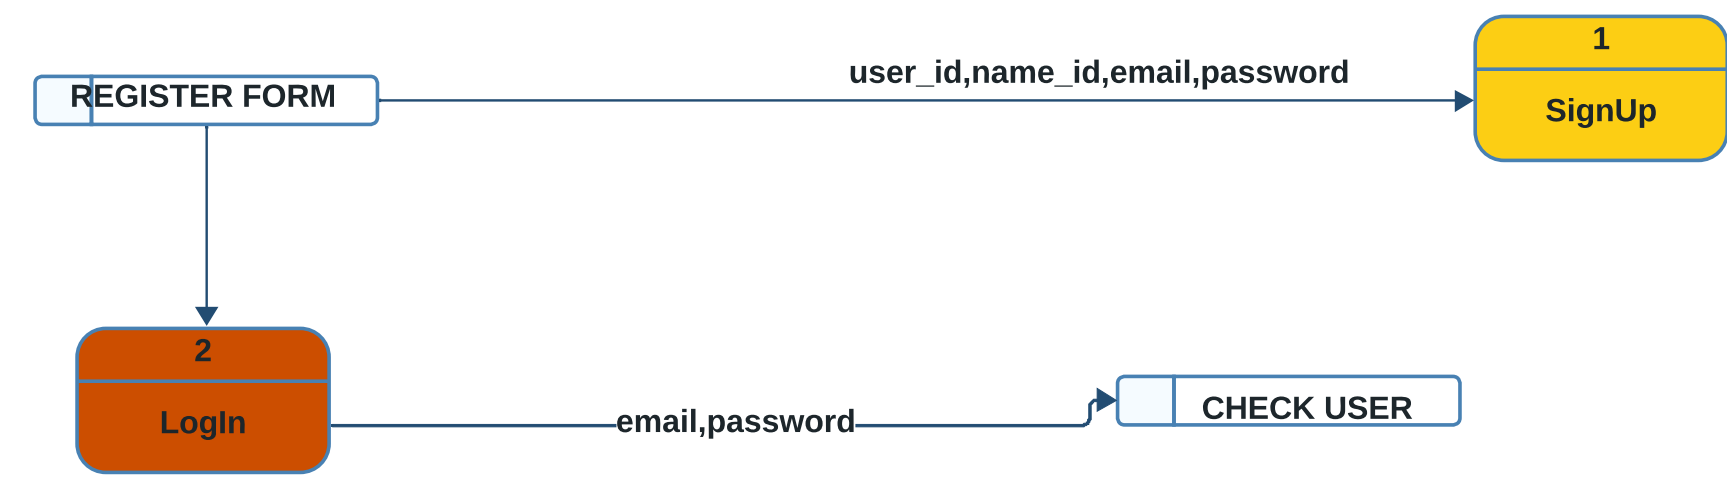 1
user_id,name_id,email,password
REGISTER FORM
SignUp
2
LogIn
email,password
CHECK USER